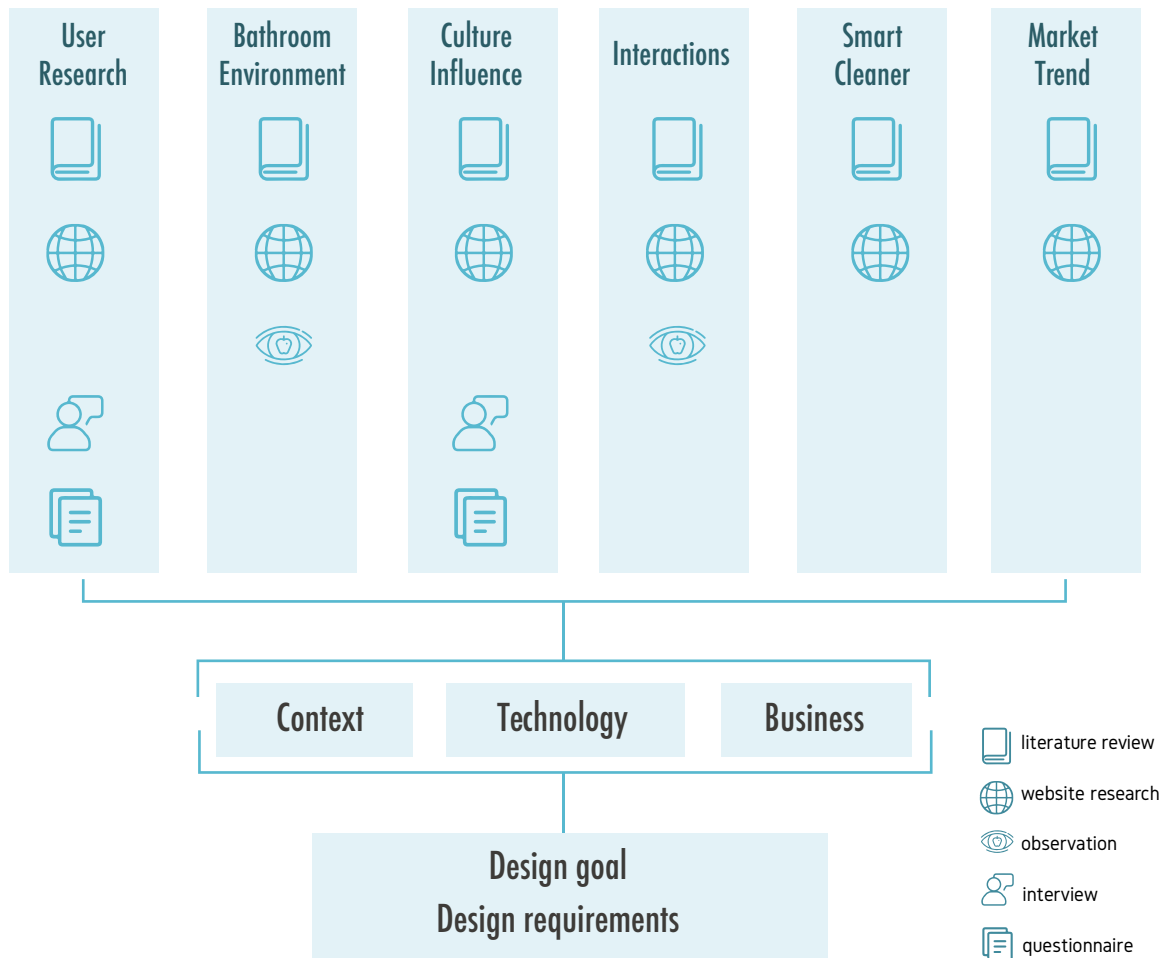 User
Research
Bathroom
Environment
Culture
Influence
Interactions
Smart
Cleaner
Market
Trend
Context
Technology
Business
literature review
website research
observation
interview
questionnaire
Design goal
Design requirements